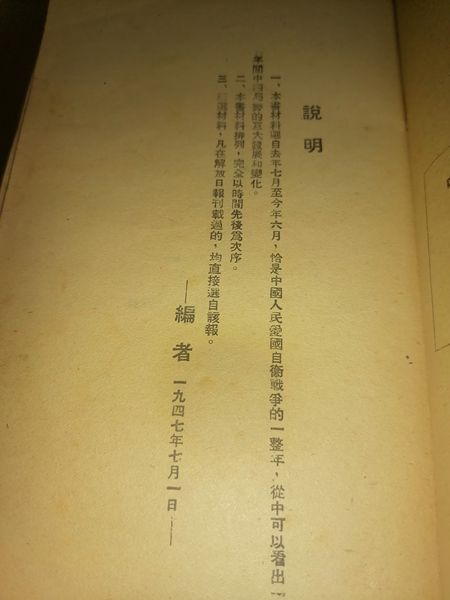 說明
一、本書材料選自去年七月至今年六月，恰是中國人民愛國自衞戰爭的一整年，從中可以看出
年間中國局勢的巨大發展和變化。
二、本書材料排列，完全以時間先後爲次序。
三、選材料，凡在解放日報刊載過的，均直接選自該報。
——編者 一九四七年七月一日——